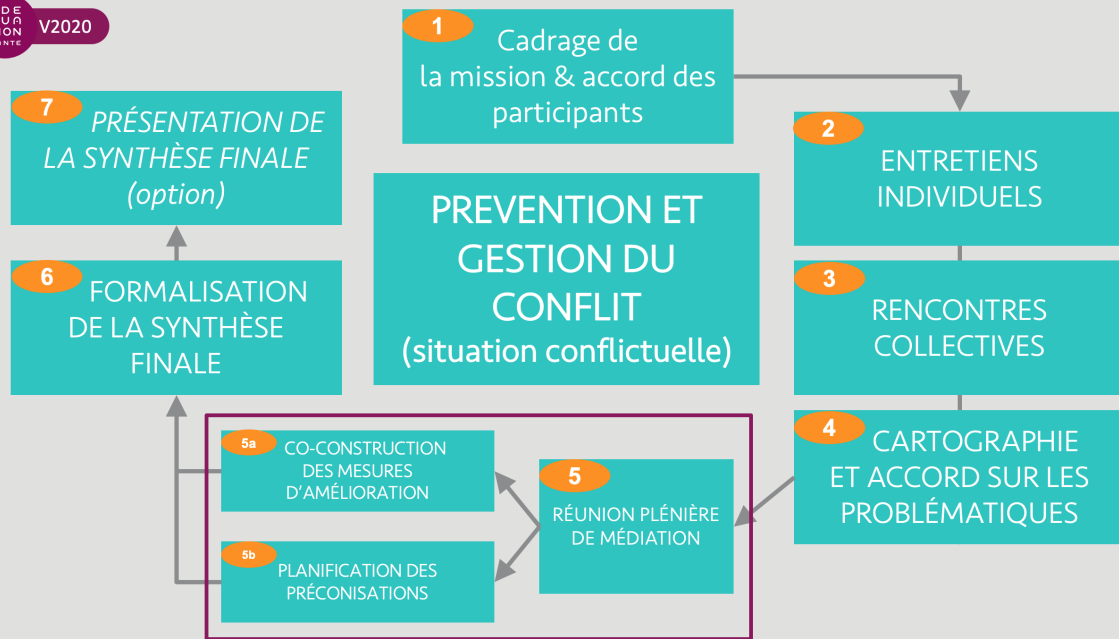 DE
ION
V2020
1
Cadrage de
la mission & accord des
participants
2
ENTRETIENS
INDIVIDUELS
3
RENCONTRES
COLLECTIVES
4
CARTOGRAPHIE
ET ACCORD SUR LES
PROBLÉMATIQUES
PREVENTION ET
GESTION DU
CONFLIT
(situation conflictuelle)
5
RÉUNION PLÉNIÈRE
DE MÉDIATION
5a
CO-CONSTRUCTION
DES MESURES
D'AMÉLIORATION
5b
PLANIFICATION DES
PRÉCONISATIONS
6
FORMALISATION
DE LA SYNTHÈSE
FINALE
7
PRÉSENTATION DE
LA SYNTHÈSE FINALE
(option)